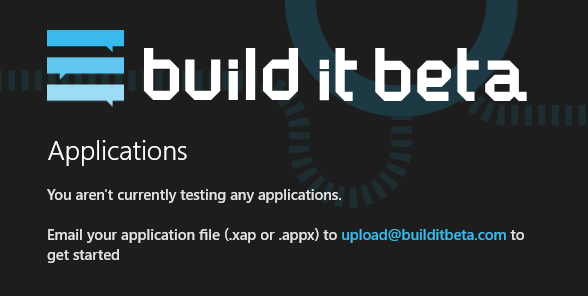 build it beta
Applications
You aren't currently testing any applications.
Email your application file (.xap or .appx) to upload@builditbeta.com to
get started